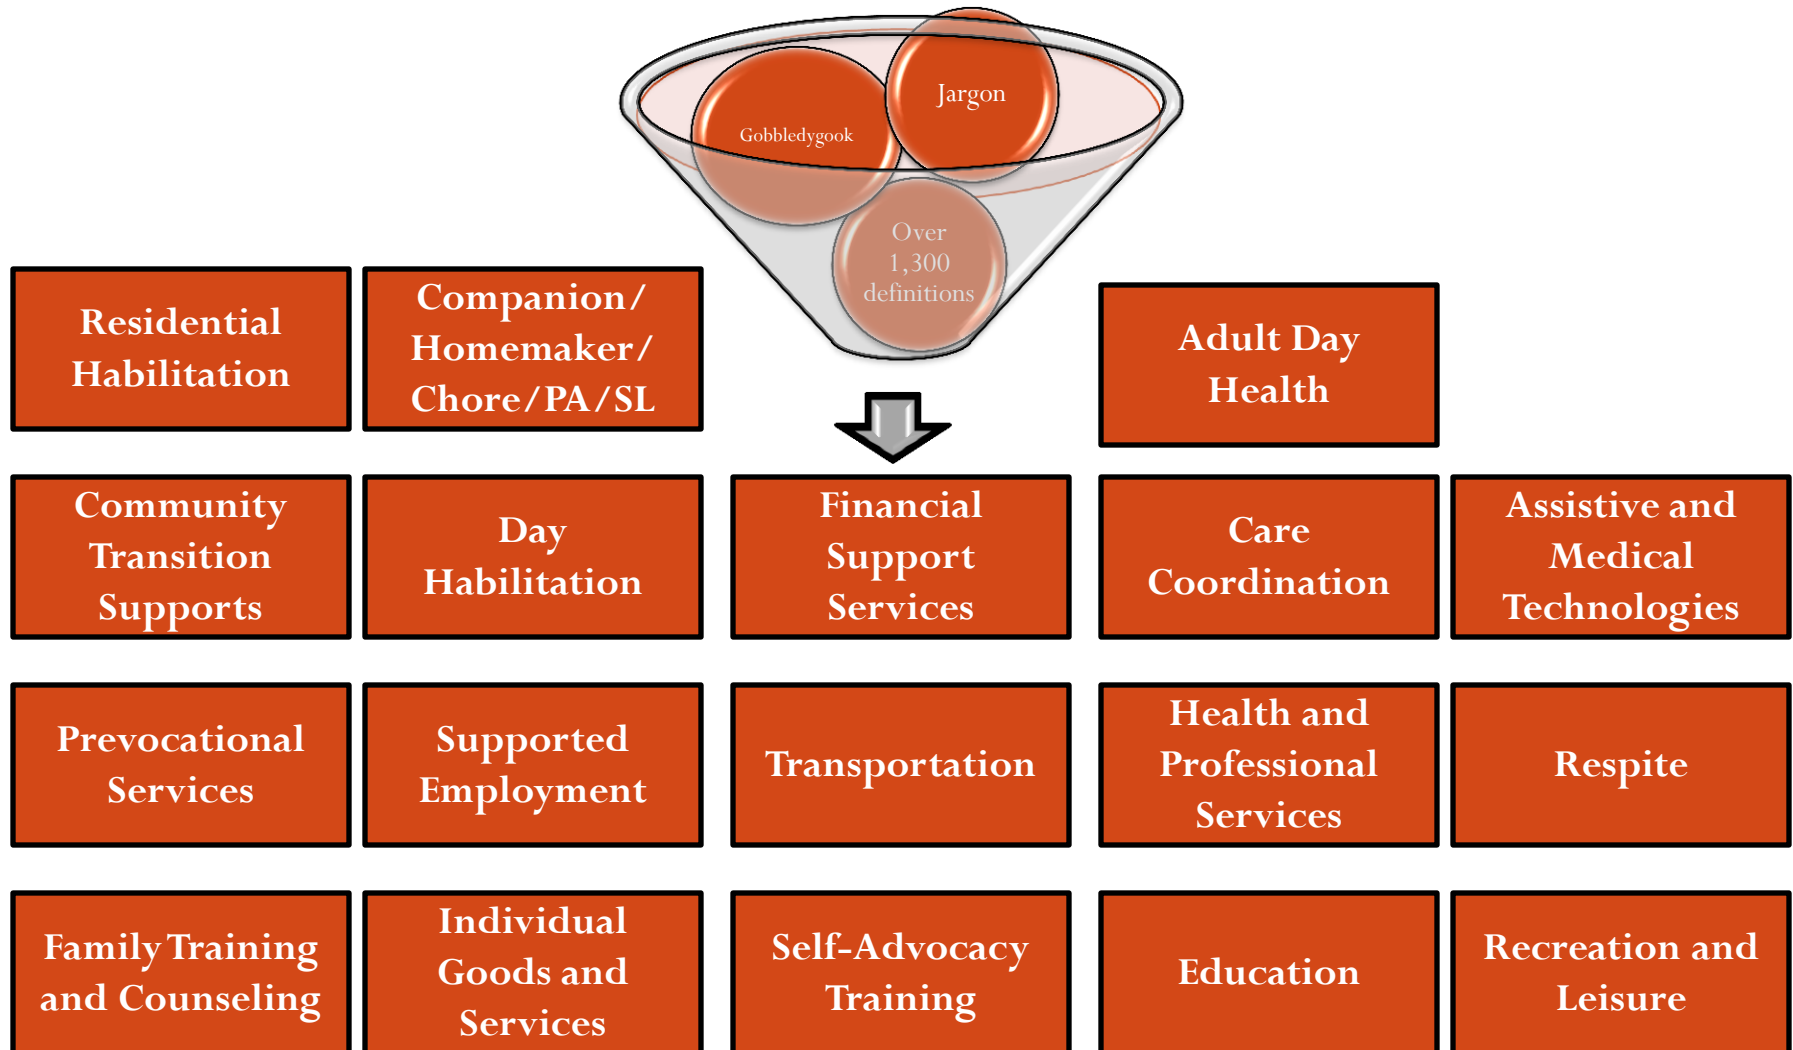 Jargon
Gobbledygook
Over
1,300
definitions
Residential
Habilitation
Companion/
Homemaker/
Chore/PA/SL
Adult Day
Health
Community
Transition
Supports
Day
Habilitation
Financial
Support
Services
Care
Coordination
Assistive and
Medical
Technologies
Prevocational
Services
Supported
Employment
Transportation
Health and
Professional
Services
Respite
Family Training
and Counseling
Individual
Goods and
Services
Self-Advocacy
Training
Education
Recreation and
Leisure